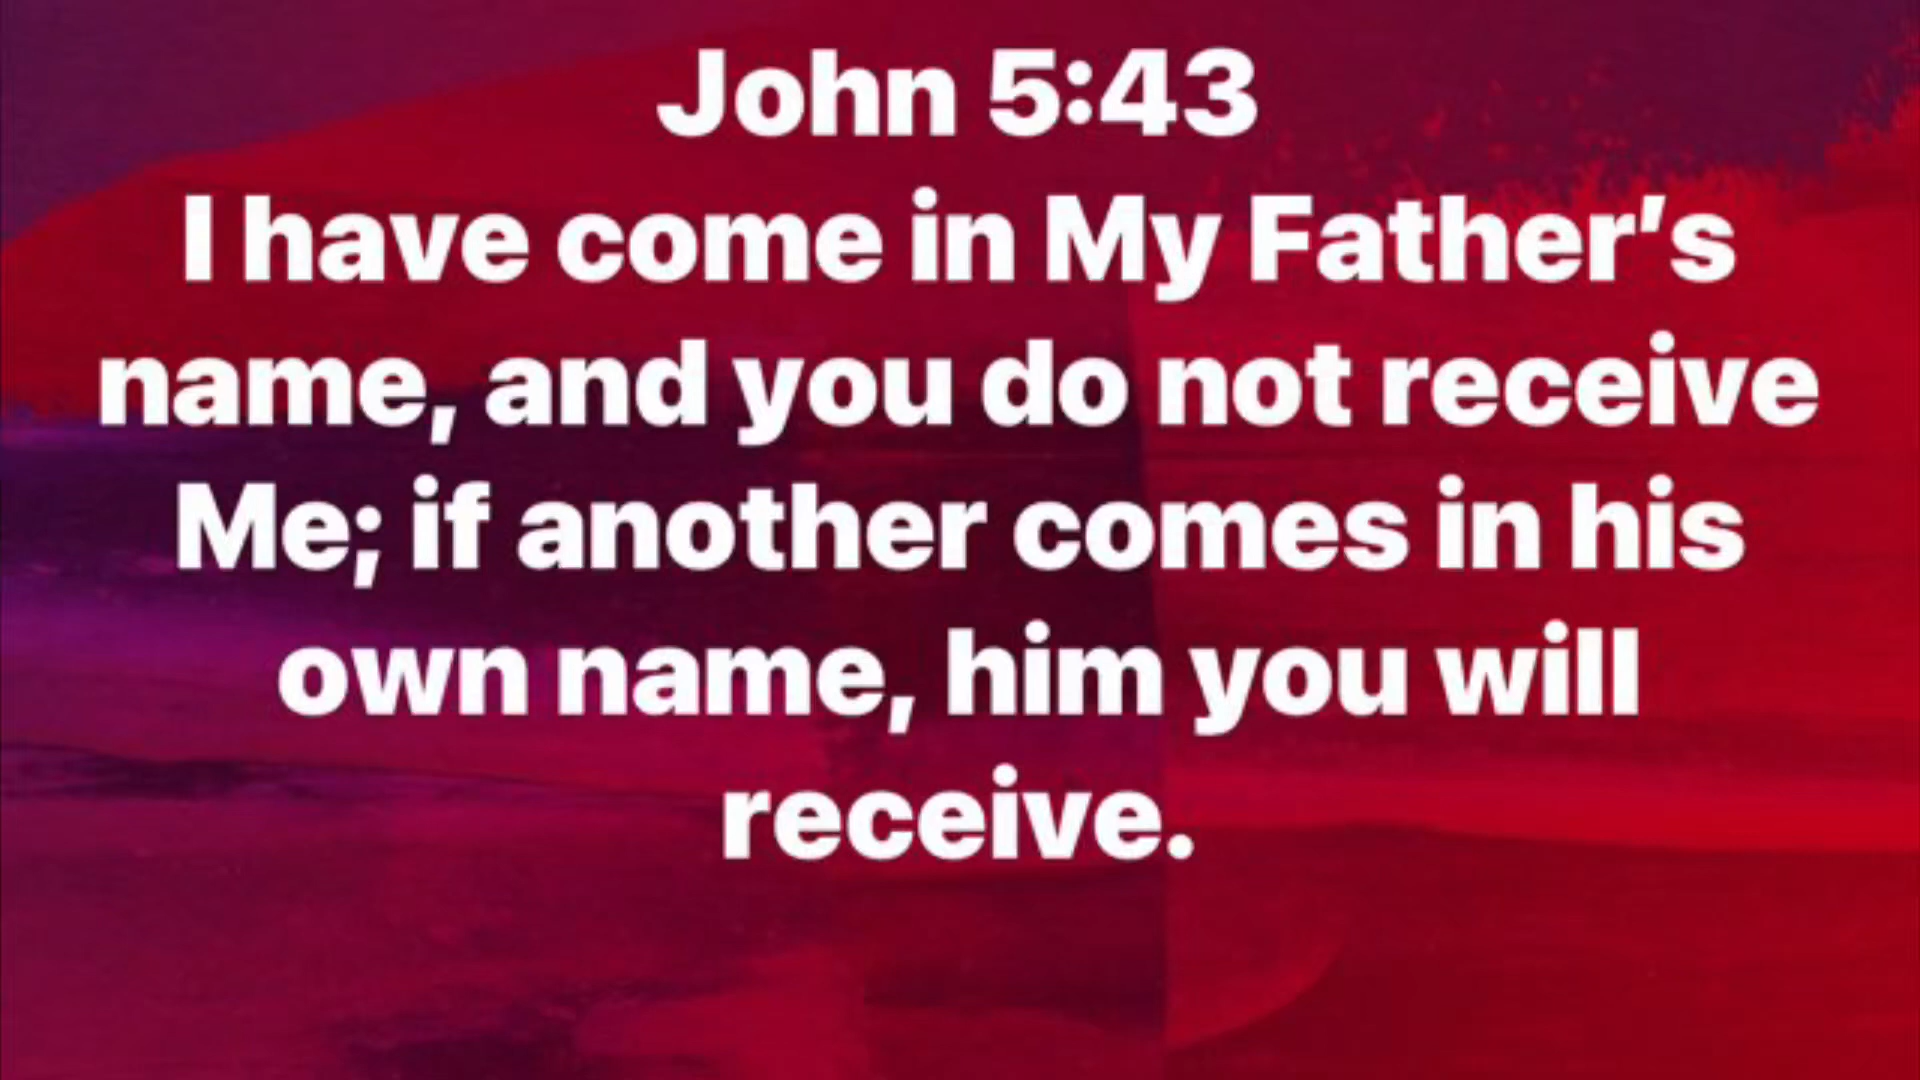 John 5:43
I have come in My Father’s
name, and you do not receive
Me; if another comes in his
own name, him you will
receive.